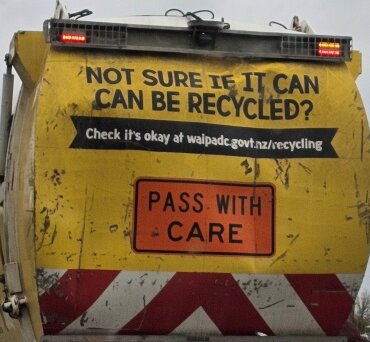 NOT SURE IF IT CAN
CAN BE RECYCLED?
Check it's okay at waipadc.govt.nz/recycling
PASS WITH
CARE